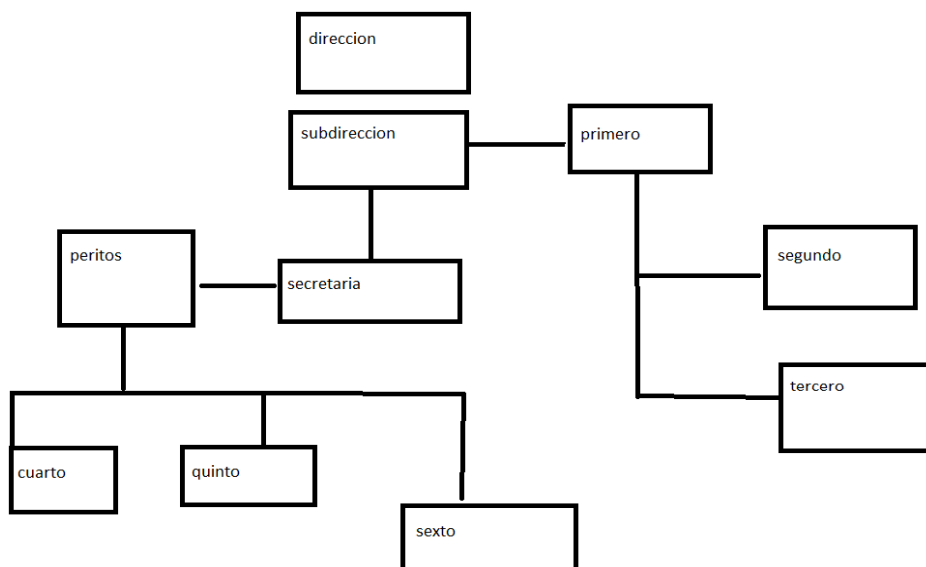 direccion
subdireccion
primero
peritos
secretaria
segundo
tercero
cuarto
quinto
sexto